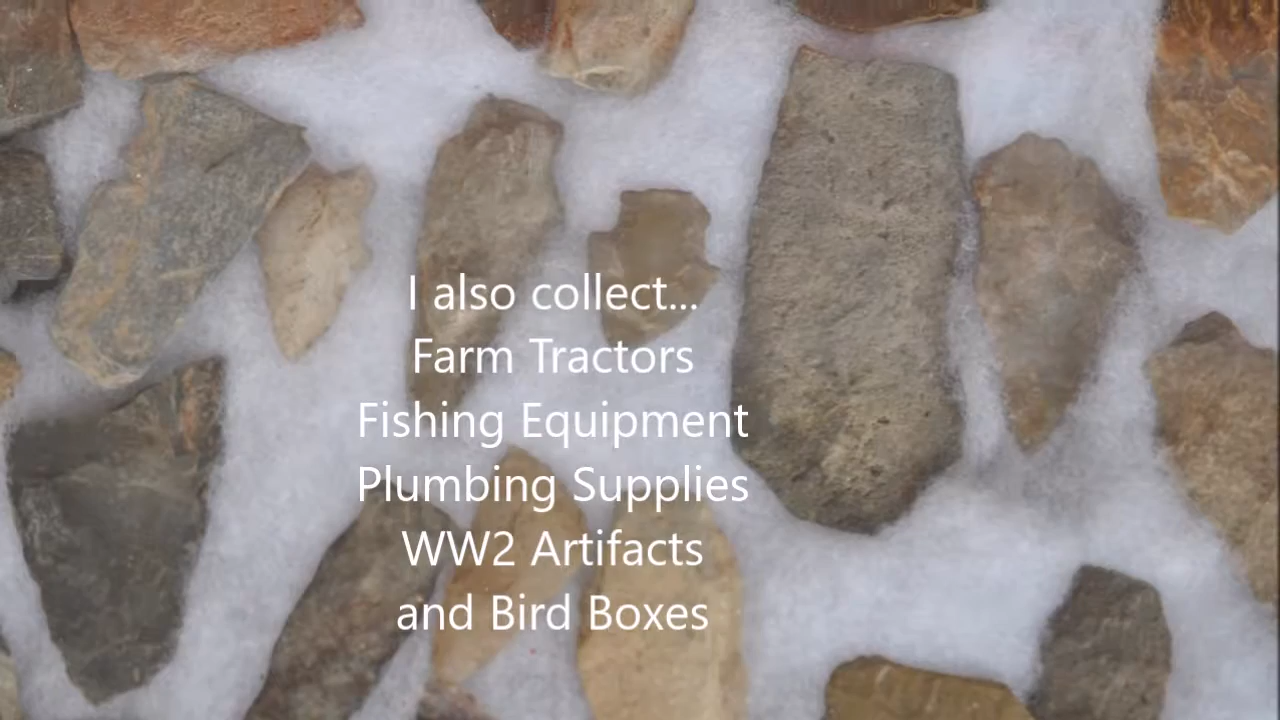 I also collect...
Farm Tractors
Fishing Equipment
Plumbing Supplies
WW2 Artifacts
and Bird Boxes